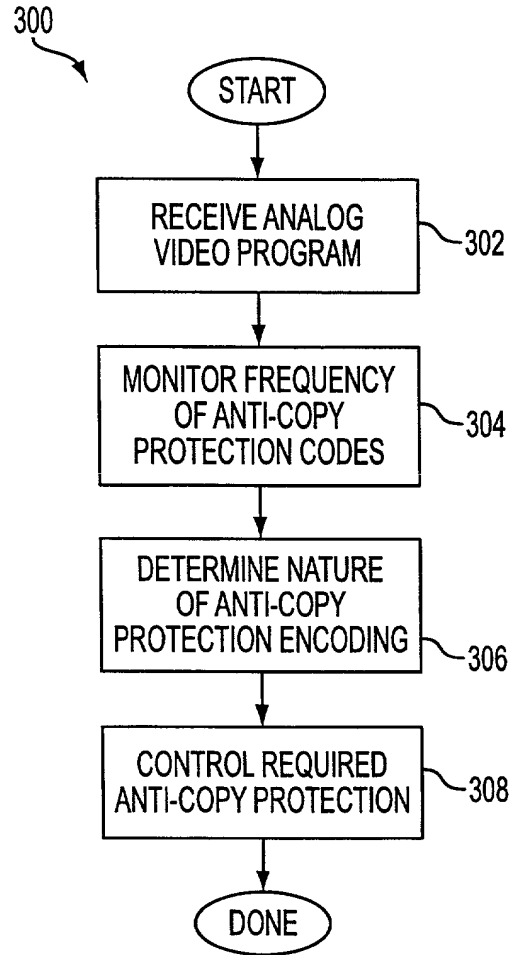 300
START
RECEIVE ANALOG
VIDEO PROGRAM
302
MONITOR FREQUENCY
OF ANTI-COPY
PROTECTION CODES
304
DETERMINE NATURE
OF ANTI-COPY
PROTECTION ENCODING
306
CONTROL REQUIRED
ANTI-COPY PROTECTION
308
DONE